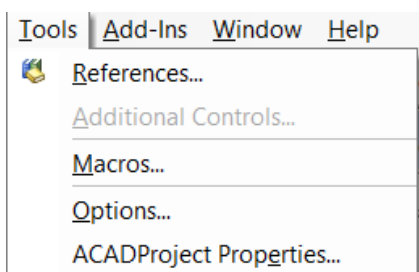 Tools Add-Ins Window Help
References...
Additional Controls...
Macros...
Options...
ACADProject Properties...